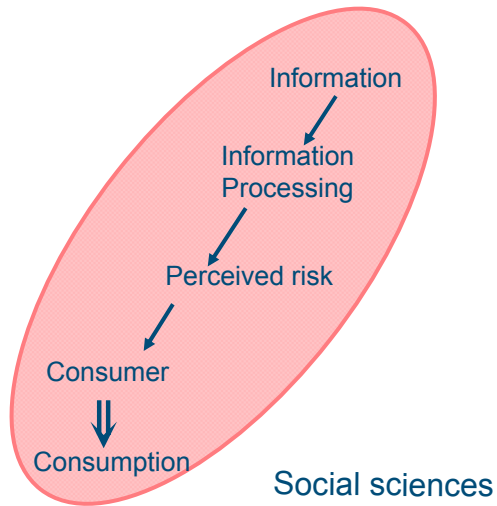 Information
Information
Processing
Perceived risk
Consumer
Consumption
Social sciences